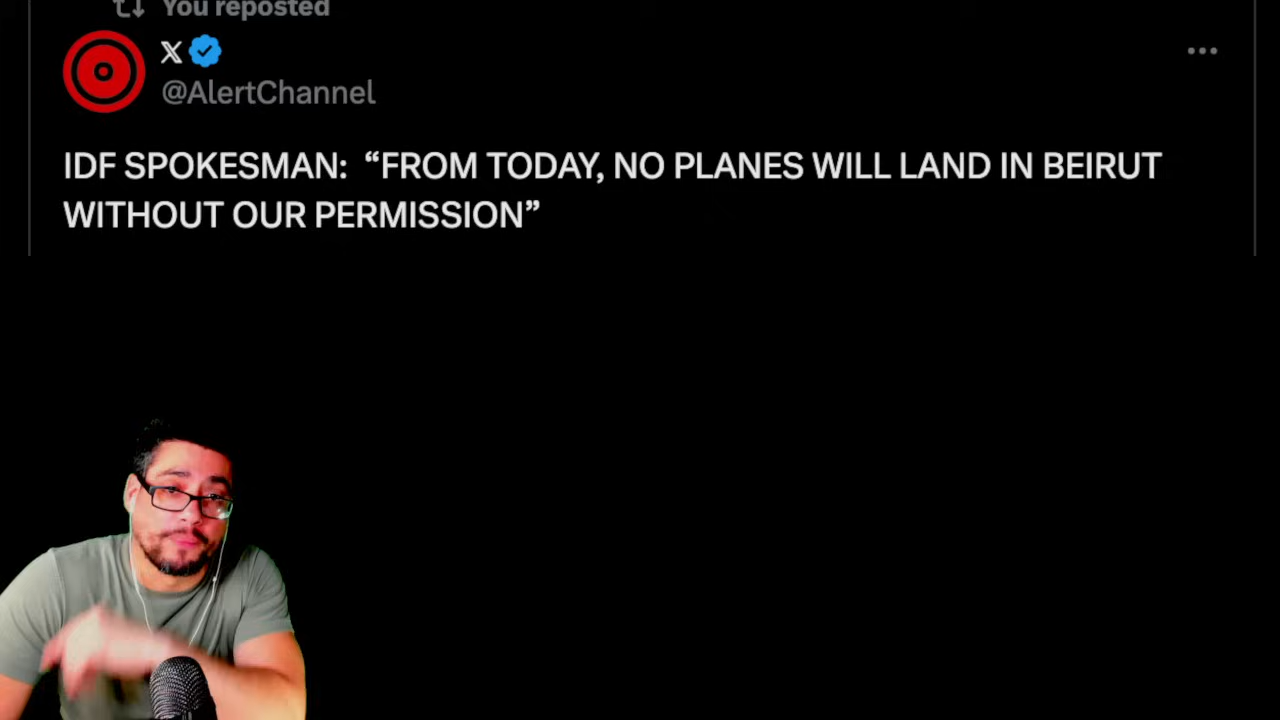 You reposted
X
@AlertChannel
IDF SPOKESMAN: “FROM TODAY, NO PLANES WILL LAND IN BEIRUT
WITHOUT OUR PERMISSION”